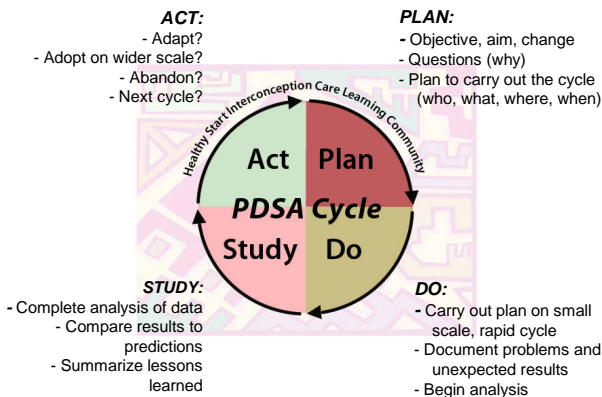 ACT:
- Adapt?
- Adopt on wider scale?
- Abandon?
- Next cycle?
PLAN:
- Objective, aim, change
- Questions (why)
- Plan to carry out the cycle
(who, what, where, when)
Healthy Start Interconception Care Learning Community
Act Plan
PDSA Cycle
Study Do
STUDY:
- Complete analysis of data
- Compare results to
predictions
- Summarize lessons
learned
DO:
- Carry out plan on small
scale, rapid cycle
- Document problems and
unexpected results
- Begin analysis